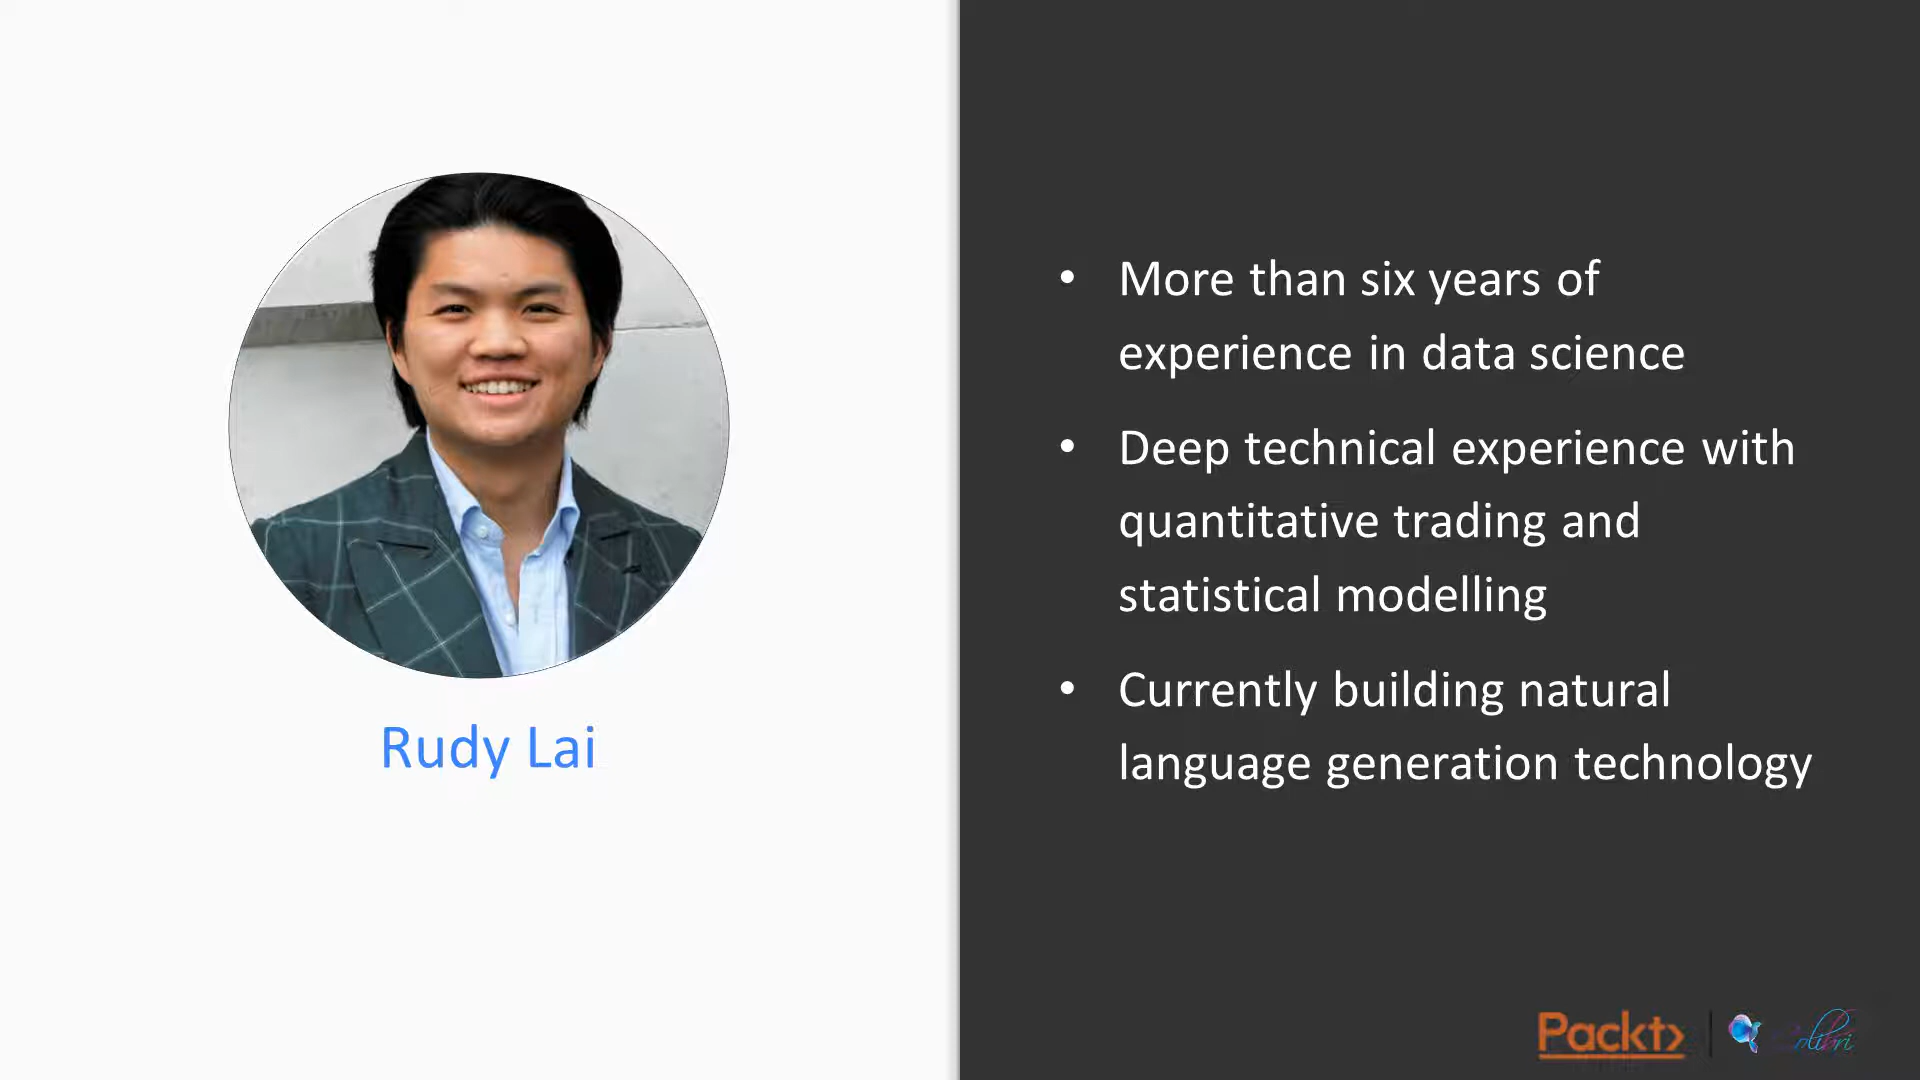 Rudy Lai
• More than six years of
experience in data science
• Deep technical experience with
quantitative trading and
statistical modelling
• Currently building natural
language generation technology
Packt>